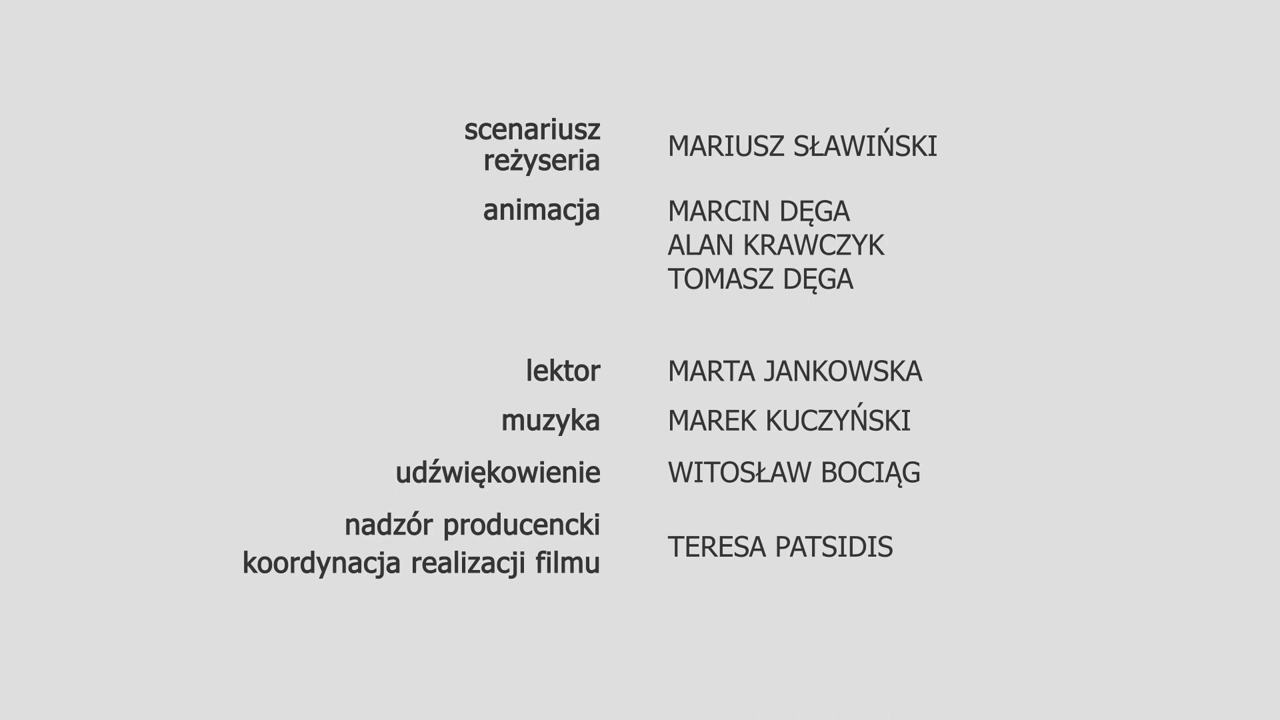 scenariusz
reżyseria MARIUSZ SŁAWIŃSKI
animacja MARCIN DĘGA
ALAN KRAWCZYK
TOMASZ DĘGA
lektor MARTA JANKOWSKA
muzyka MAREK KUCZYŃSKI
udźwiękowienie WITOSŁAW BOCIĄG
nadzór producencki
koordynacja realizacji filmu TERESA PATSIDIS